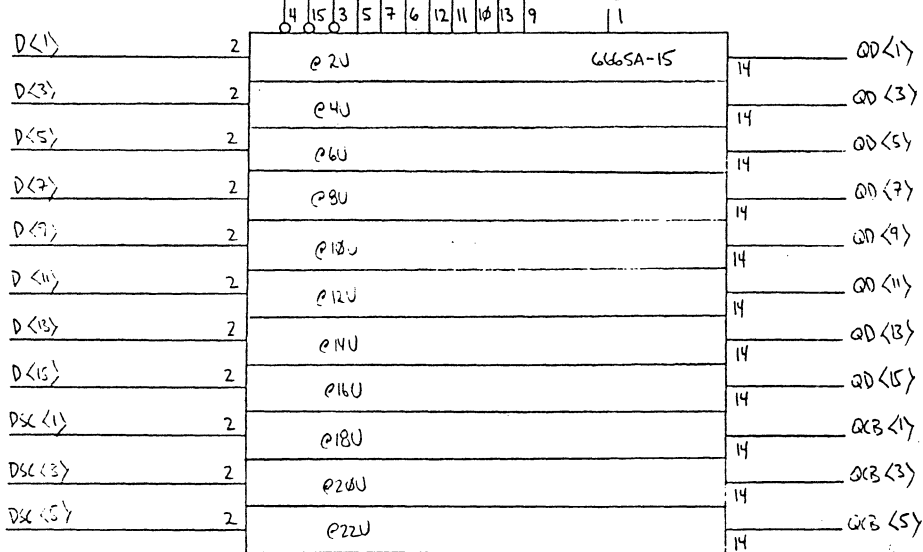 4 15 3 5 7 6 12 11 10 13 9 1
D<1> 2 @2U 6665A-15 14 QD<1>
D<3> 2 @4U 14 QD<3>
D<5> 2 @6U 14 QD<5>
D<7> 2 @8U 14 QD<7>
D<9> 2 @10U 14 QD<9>
D<11> 2 @12U 14 QD<11>
D<13> 2 @14U 14 QD<13>
D<15> 2 @16U 14 QD<15>
DSC<1> 2 @18U 14 QCB<1>
DSC<3> 2 @20U 14 QCB<3>
DSC<5> 2 @22U 14 QCB<5>